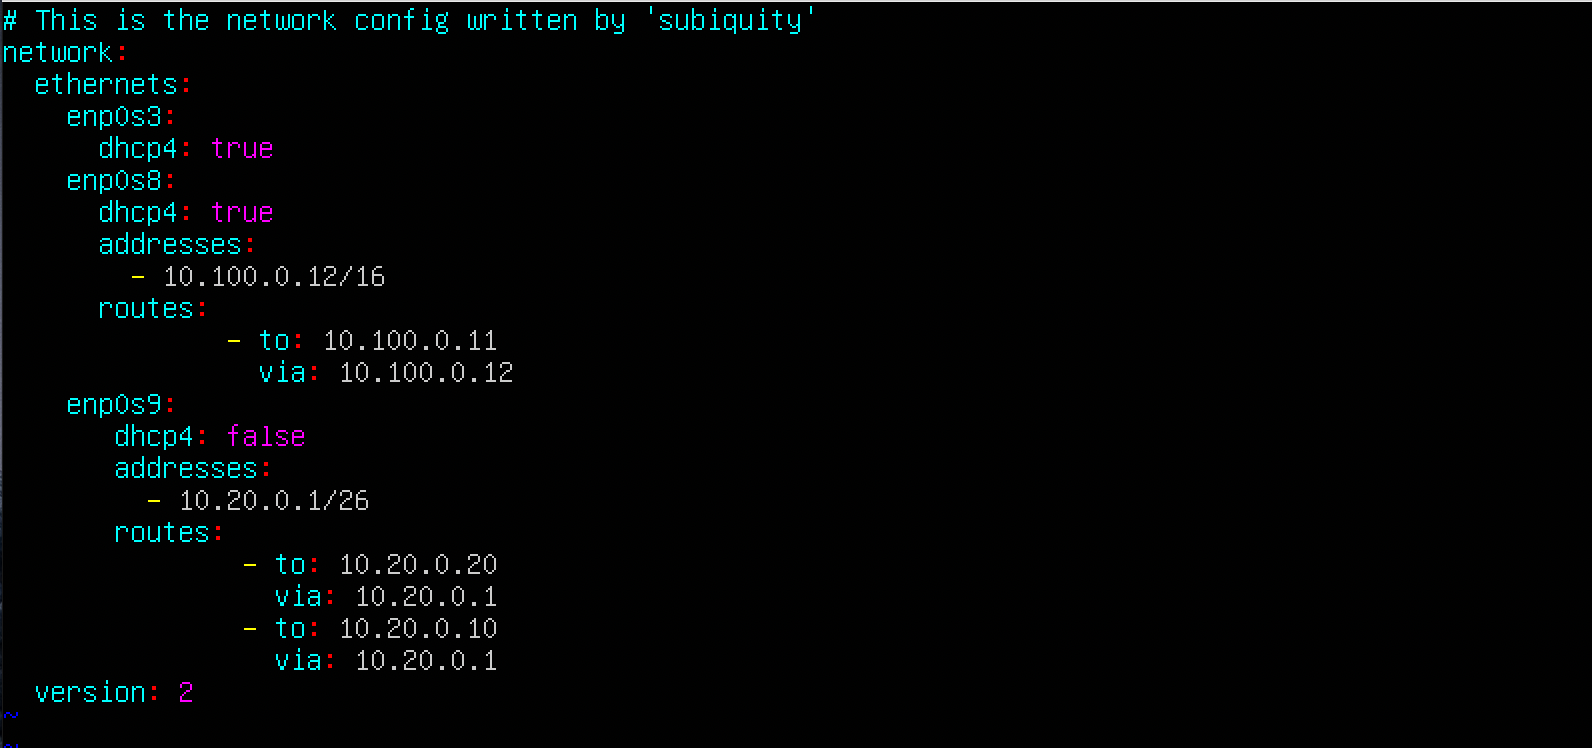 # This is the network config written by 'subiquity'
network:
  ethernets:
    enp0s3:
      dhcp4: true
    enp0s8:
      dhcp4: true
      addresses:
        - 10.100.0.12/16
      routes:
              - to: 10.100.0.11
                via: 10.100.0.12
    enp0s9:
       dhcp4: false
       addresses:
         - 10.20.0.1/26
       routes:
               - to: 10.20.0.20
                 via: 10.20.0.1
               - to: 10.20.0.10
                 via: 10.20.0.1
  version: 2
~
~